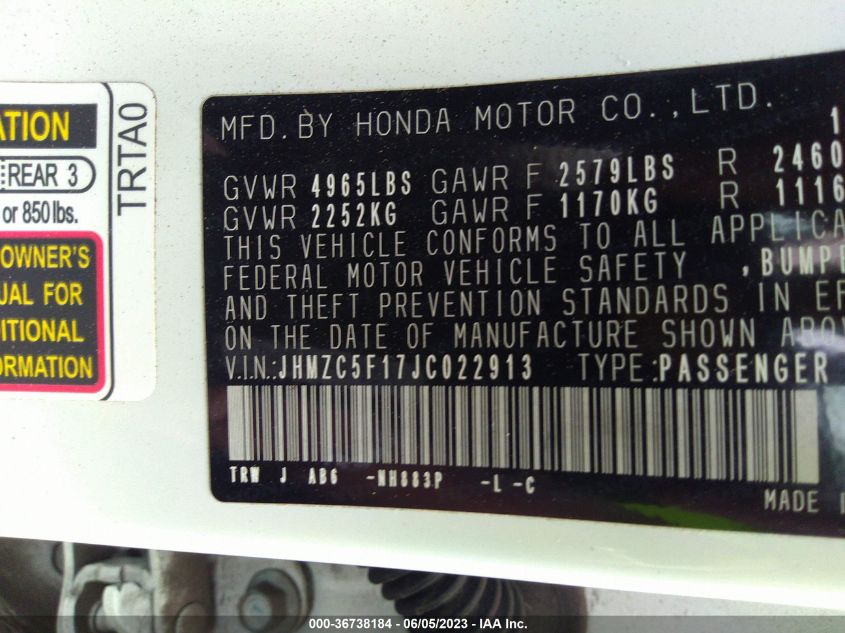 ATION
REAR 3
or 850 lbs.
OWNER'S
UAL FOR
DITIONAL
ORMATION
TRTA0
MFD. BY HONDA MOTOR CO., LTD. 1
GVWR 4965LBS GAWR F 2579LBS R 2460
GVWR 2252KG GAWR F 1170KG R 1116
THIS VEHICLE CONFORMS TO ALL APPLICA
FEDERAL MOTOR VEHICLE SAFETY , BUMPE
AND THEFT PREVENTION STANDARDS IN EF
ON THE DATE OF MANUFACTURE SHOWN ABOV
V.I.N.: JHMZC5F17JC022913 TYPE: PASSENGER
TRW J AB6 -NH883P -L -C
MADE I
000-36738184 - 06/05/2023 - IAA Inc.